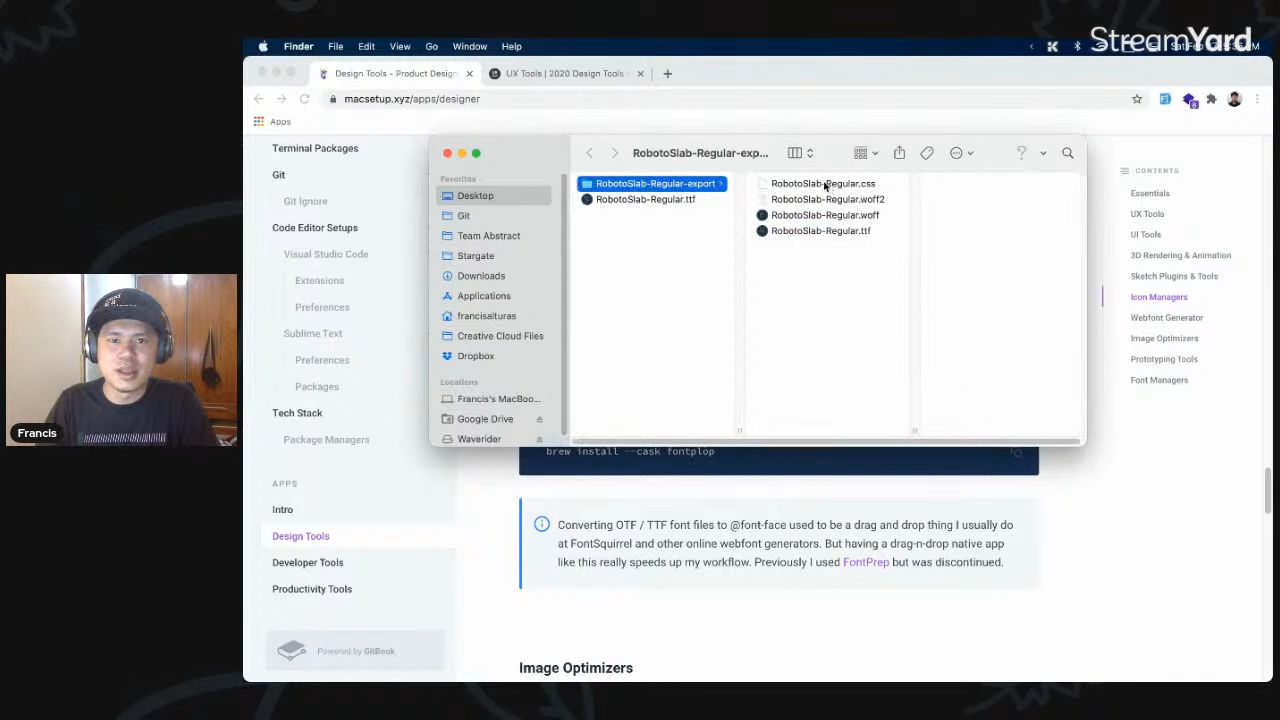 StreamYard
Finder File Edit View Go Window Help
Design Tools - Product Design
UX Tools | 2020 Design Tools
macsetup.xyz/apps/designer
Apps
Terminal Packages
Git
Git Ignore
Code Editor Setups
Visual Studio Code
Extensions
Preferences
Sublime Text
Preferences
Packages
Tech Stack
Package Managers
APPS
Intro
Design Tools
Developer Tools
Productivity Tools
Powered by GitBook
RobotoSlab-Regular-exp...
Favorites
Desktop
Git
Team Abstract
Stargate
Downloads
Applications
francisalturas
Creative Cloud Files
Dropbox
Locations
Francis's MacBoo...
Google Drive
Waverider
RobotoSlab-Regular-export
RobotoSlab-Regular.ttf
RobotoSlab-Regular.css
RobotoSlab-Regular.woff2
RobotoSlab-Regular.woff
RobotoSlab-Regular.ttf
brew install --cask fontplop
Converting OTF / TTF font files to @font-face used to be a drag and drop thing I usually do
at FontSquirrel and other online webfont generators. But having a drag-n-drop native app
like this really speeds up my workflow. Previously I used FontPrep but was discontinued.
Image Optimizers
CONTENTS
Essentials
UX Tools
UI Tools
3D Rendering & Animation
Sketch Plugins & Tools
Icon Managers
Webfont Generator
Image Optimizers
Prototyping Tools
Font Managers
Francis